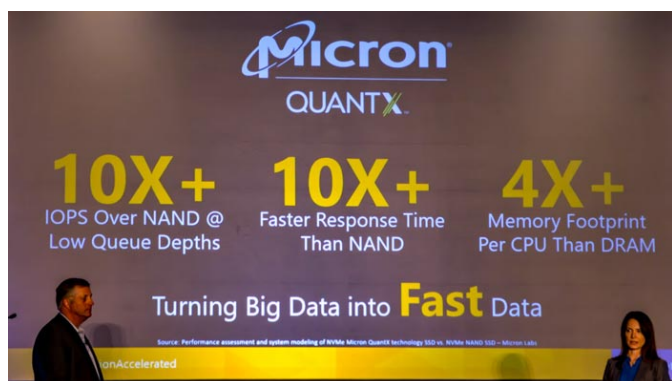 Micron
QUANTX™
10X+
IOPS Over NAND @
Low Queue Depths
10X+
Faster Response Time
Than NAND
4X+
Memory Footprint
Per CPU Than DRAM
Turning Big Data into Fast Data
Source: Performance assessment and system modeling of NVMe Micron QuantX technology SSD vs. NVMe NAND SSD – Micron Labs
onAccelerated